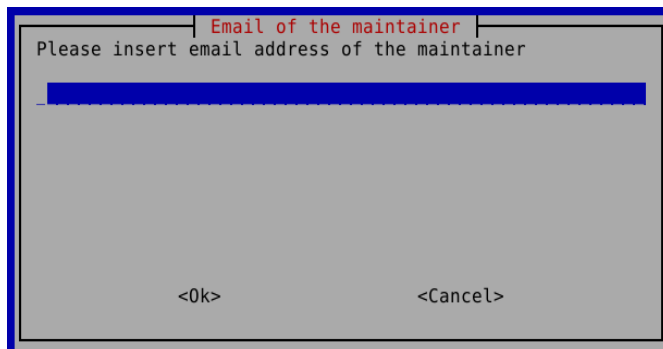 Email of the maintainer
Please insert email address of the maintainer
<Ok> <Cancel>